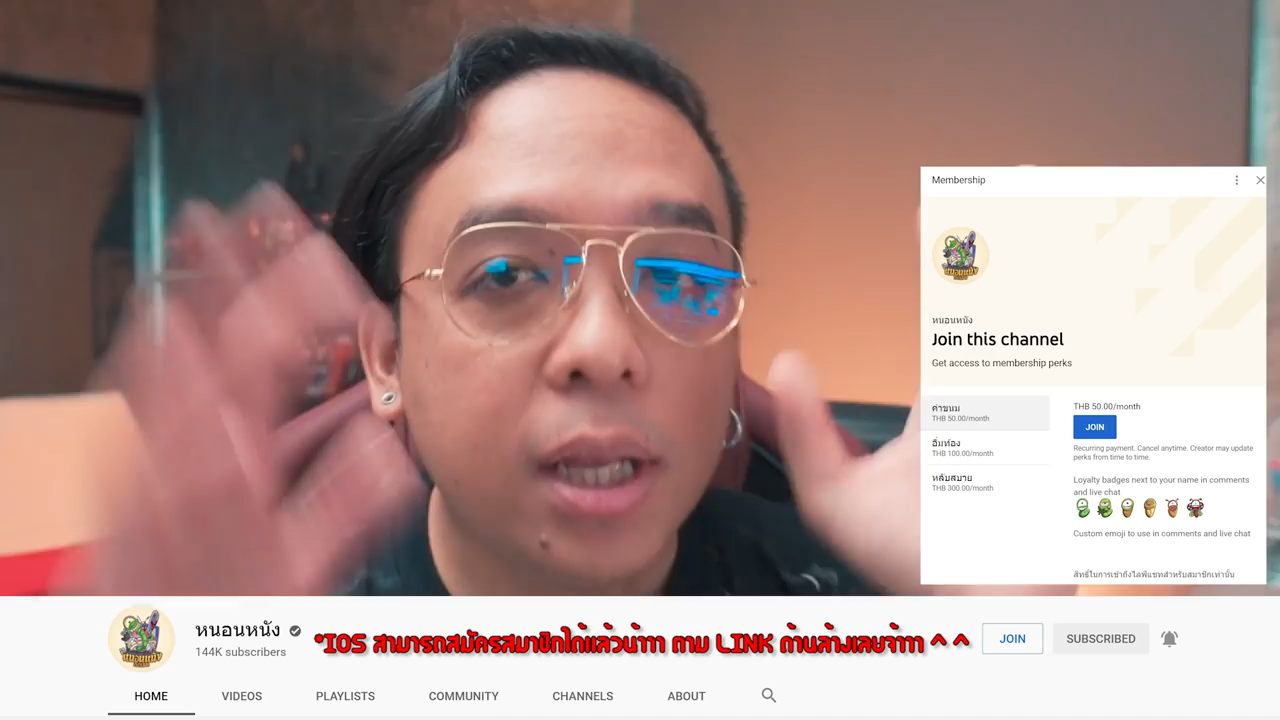 Membership
หนอนหนัง
Join this channel
Get access to membership perks
ค่าขนม
THB 50.00/month
อิ่มท้อง
THB 100.00/month
หลับสบาย
THB 300.00/month
THB 50.00/month
JOIN
Recurring payment. Cancel anytime. Creator may update
perks from time to time.
Loyalty badges next to your name in comments
and live chat
Custom emoji to use in comments and live chat
สิทธิ์ในการเข้าถึงไลฟ์แชทสำหรับสมาชิกเท่านั้น
หนอนหนัง
144K subscribers
*IOS สามารถสมัครสมาชิกได้แล้วน้าาา ตาม LINK ด้านล่างเลยจ้าาา ^ ^
JOIN
SUBSCRIBED
HOME VIDEOS PLAYLISTS COMMUNITY CHANNELS ABOUT